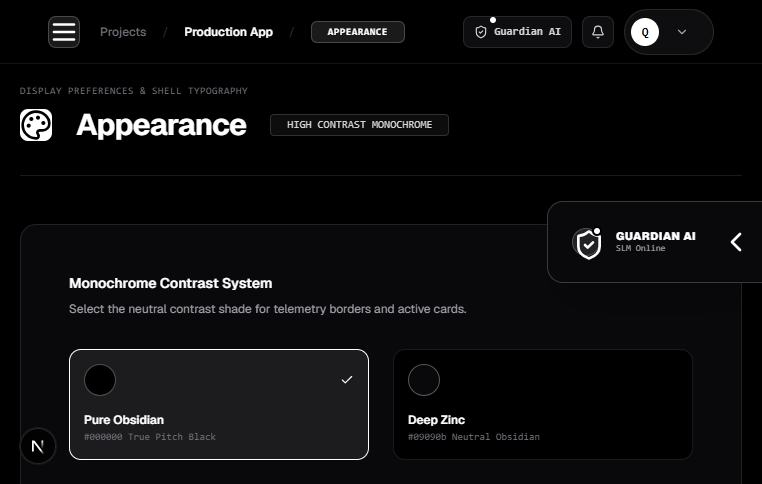 Projects / Production App / APPEARANCE
Guardian AI
Q
DISPLAY PREFERENCES & SHELL TYPOGRAPHY
Appearance
HIGH CONTRAST MONOCHROME
GUARDIAN AI
SLM Online
Monochrome Contrast System
Select the neutral contrast shade for telemetry borders and active cards.
Pure Obsidian
#000000 True Pitch Black
Deep Zinc
#09090b Neutral Obsidian
N